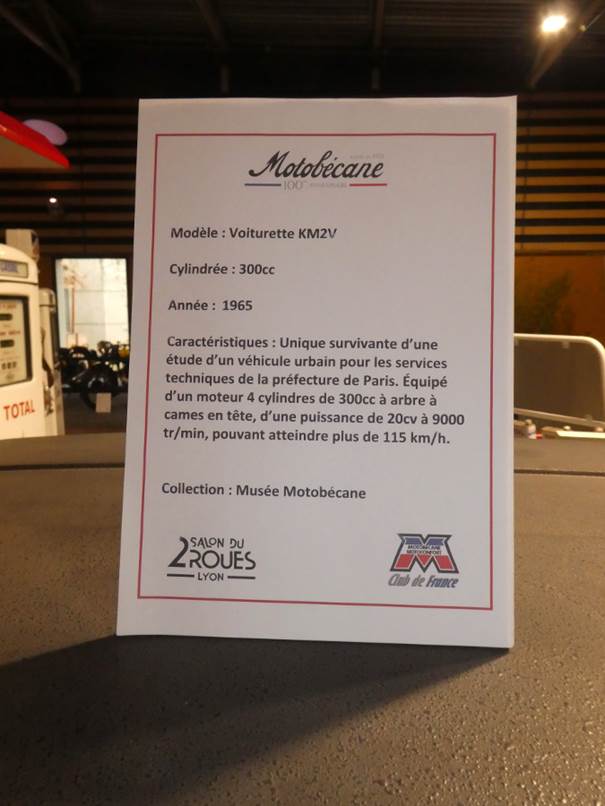 Motobécane
100
Modèle : Voiturette KM2V
Cylindrée : 300cc
Année : 1965
Caractéristiques : Unique survivante d’une
étude d’un véhicule urbain pour les services
techniques de la préfecture de Paris. Équipé
d’un moteur 4 cylindres de 300cc à arbre à
cames en tête, d’une puissance de 20cv à 9000
tr/min, pouvant atteindre plus de 115 km/h.
Collection : Musée Motobécane
2 SALON DU
ROUES
LYON
MOTOBECANE
MOTOCONFORT
Club de France
TOTAL